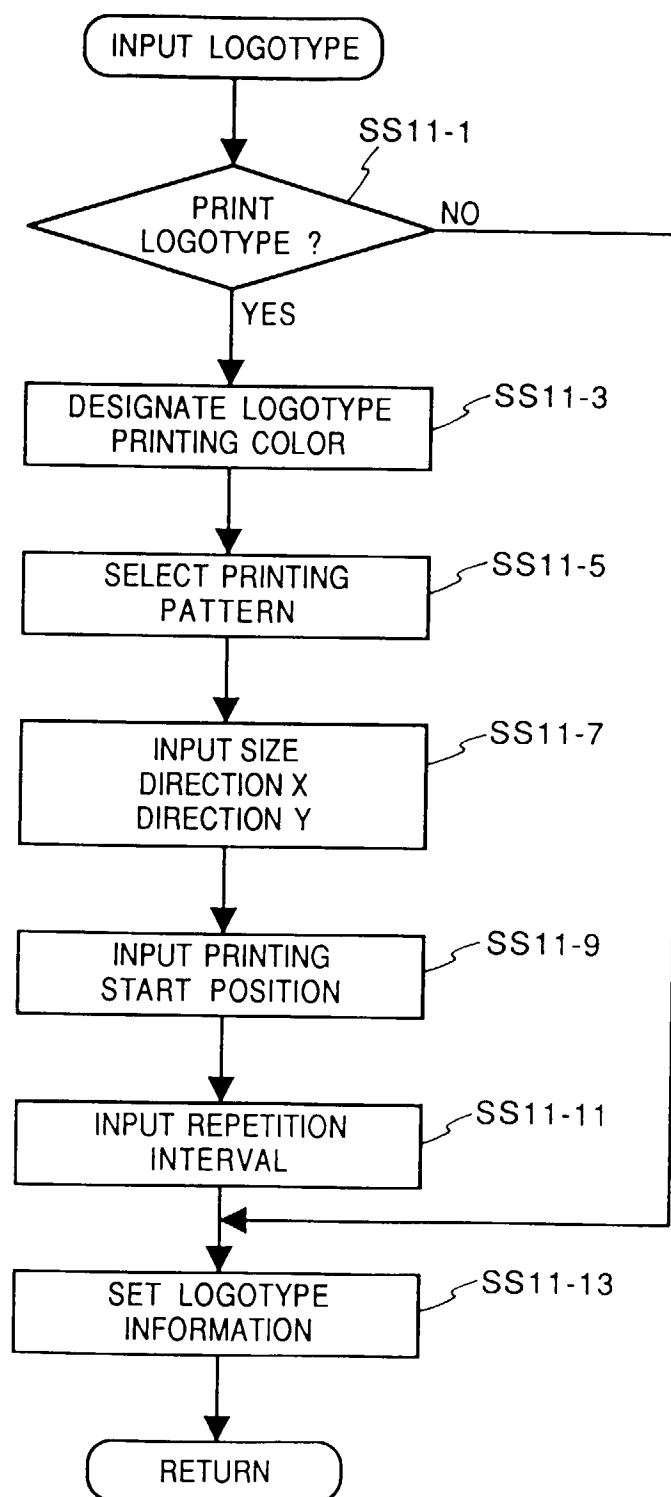 INPUT LOGOTYPE
SS11-1
PRINT
LOGOTYPE ?
NO
YES
DESIGNATE LOGOTYPE
PRINTING COLOR
SS11-3
SELECT PRINTING
PATTERN
SS11-5
INPUT SIZE
DIRECTION X
DIRECTION Y
SS11-7
INPUT PRINTING
START POSITION
SS11-9
INPUT REPETITION
INTERVAL
SS11-11
SET LOGOTYPE
INFORMATION
SS11-13
RETURN